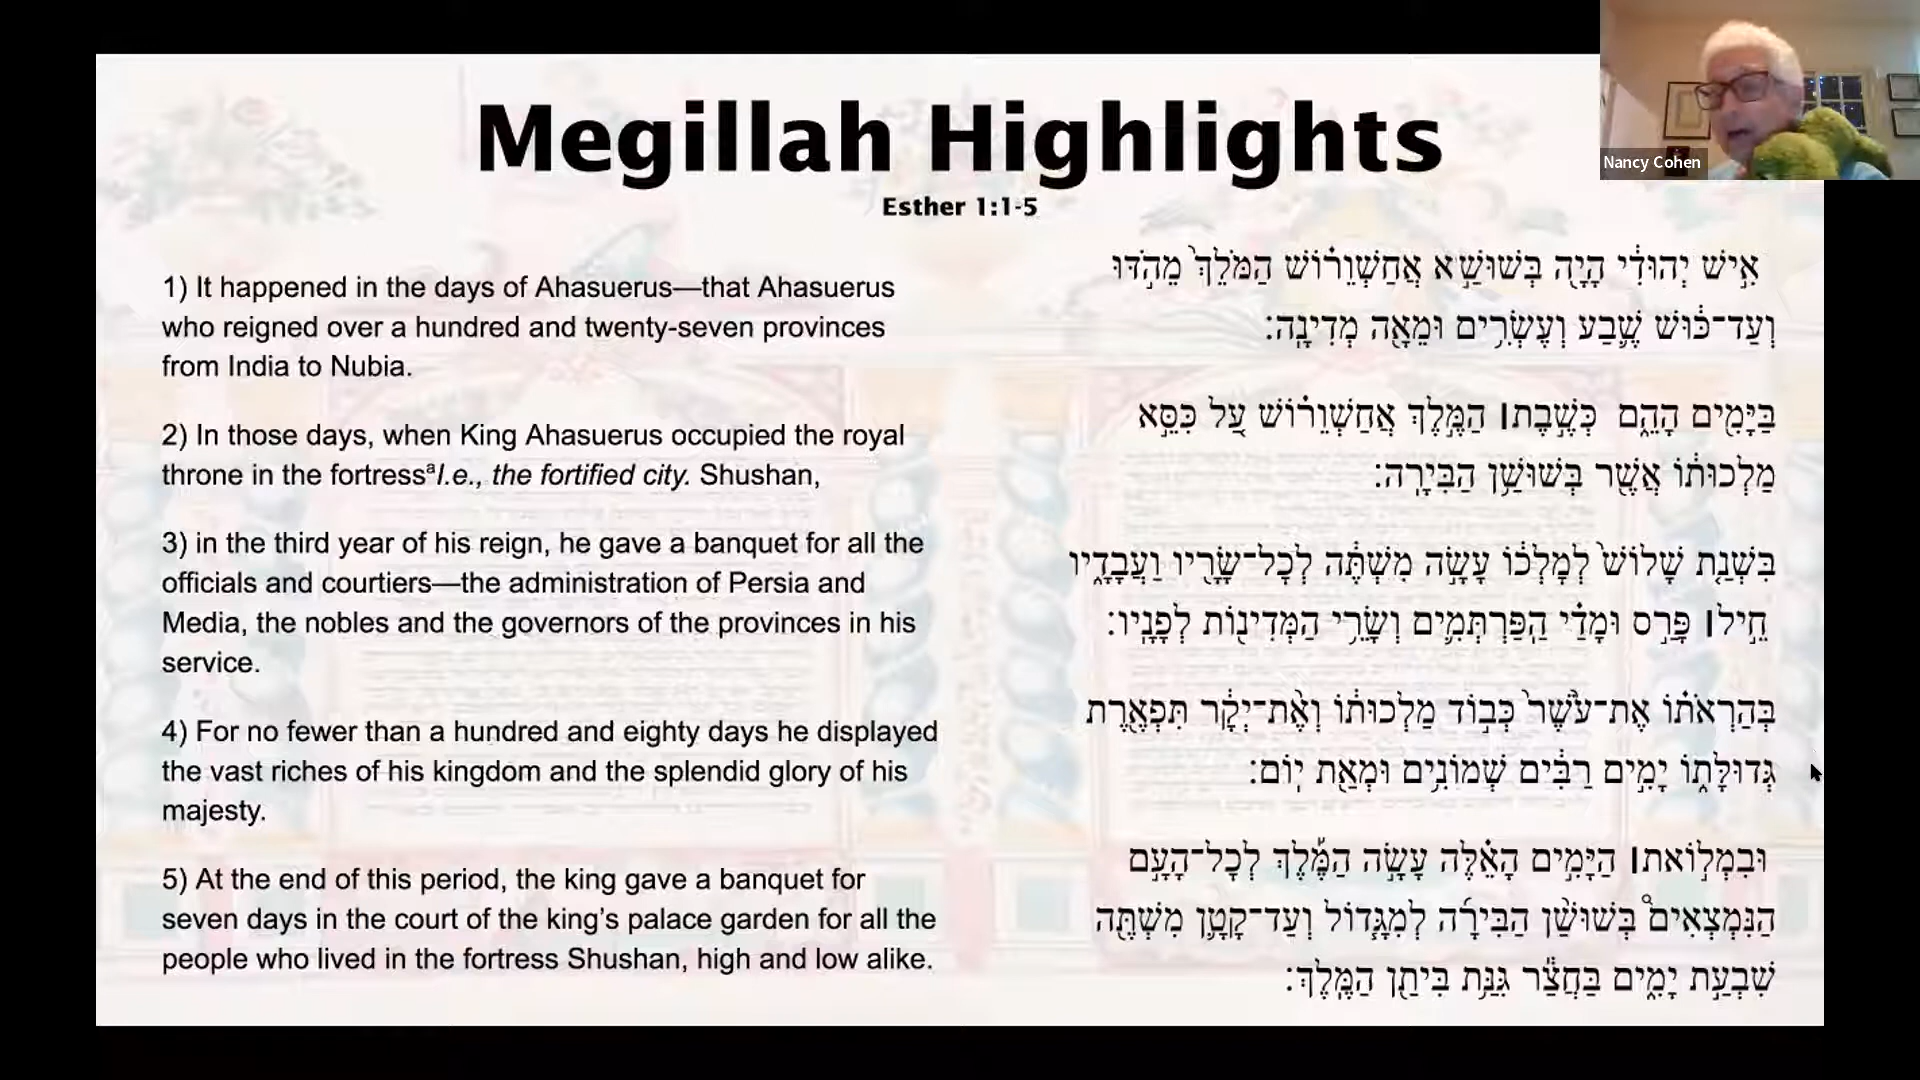 Megillah Highlights
Esther 1:1-5
1) It happened in the days of Ahasuerus—that Ahasuerus
who reigned over a hundred and twenty-seven provinces
from India to Nubia.
2) In those days, when King Ahasuerus occupied the royal
throne in the fortressᵃI.e., the fortified city. Shushan,
3) in the third year of his reign, he gave a banquet for all the
officials and courtiers—the administration of Persia and
Media, the nobles and the governors of the provinces in his
service.
4) For no fewer than a hundred and eighty days he displayed
the vast riches of his kingdom and the splendid glory of his
majesty.
5) At the end of this period, the king gave a banquet for
seven days in the court of the king’s palace garden for all the
people who lived in the fortress Shushan, high and low alike.
אִ֣ישׁ יְהוּדִ֔י הָיָ֖ה בְּשׁוּשַׁ֣א אֲחַשְׁוֵר֗וֹשׁ הַמֹּלֵךְ֙ מֵהֹ֣דּוּ
וְעַד־כּ֔וּשׁ שֶׁ֛בַע וְעֶשְׂרִ֥ים וּמֵאָ֖ה מְדִינָֽה׃
בַּיָּמִ֖ים הָהֵ֑ם כְּשֶׁ֣בֶת׀ הַמֶּ֣לֶךְ אֲחַשְׁוֵר֗וֹשׁ עַ֚ל כִּסֵּ֣א
מַלְכוּת֔וֹ אֲשֶׁ֖ר בְּשׁוּשַׁ֥ן הַבִּירָֽה׃
בִּשְׁנַ֤ת שָׁלוֹשׁ֙ לְמׇלְכ֔וֹ עָשָׂ֣ה מִשְׁתֶּ֔ה לְכׇל־שָׂרָ֖יו וַעֲבָדָ֑יו
חֵ֣יל׀ פָּרַ֣ס וּמָדַ֗י הַֽפַּרְתְּמִ֛ים וְשָׂרֵ֥י הַמְּדִינ֖וֹת לְפָנָֽיו׃
בְּהַרְאֹת֗וֹ אֶת־עֹ֙שֶׁר֙ כְּב֣וֹד מַלְכוּת֔וֹ וְאֶ֨ת־יְקָ֔ר תִּפְאֶ֖רֶת
גְּדוּלָּת֑וֹ יָמִ֣ים רַבִּ֔ים שְׁמוֹנִ֥ים וּמְאַ֖ת יֽוֹם׃
וּבִמְל֣וֹאת׀ הַיָּמִ֣ים הָאֵ֗לֶּה עָשָׂ֣ה הַמֶּ֡לֶךְ לְכׇל־הָעָ֣ם
הַנִּמְצְאִים֩ בְּשׁוּשַׁ֨ן הַבִּירָ֜ה לְמִגָּ֧דוֹל וְעַד־קָטָ֛ן מִשְׁתֶּ֖ה
שִׁבְעַ֣ת יָמִ֑ים בַּחֲצַ֕ר גִּנַּ֥ת בִּיתַ֖ן הַמֶּֽלֶךְ׃
Nancy Cohen